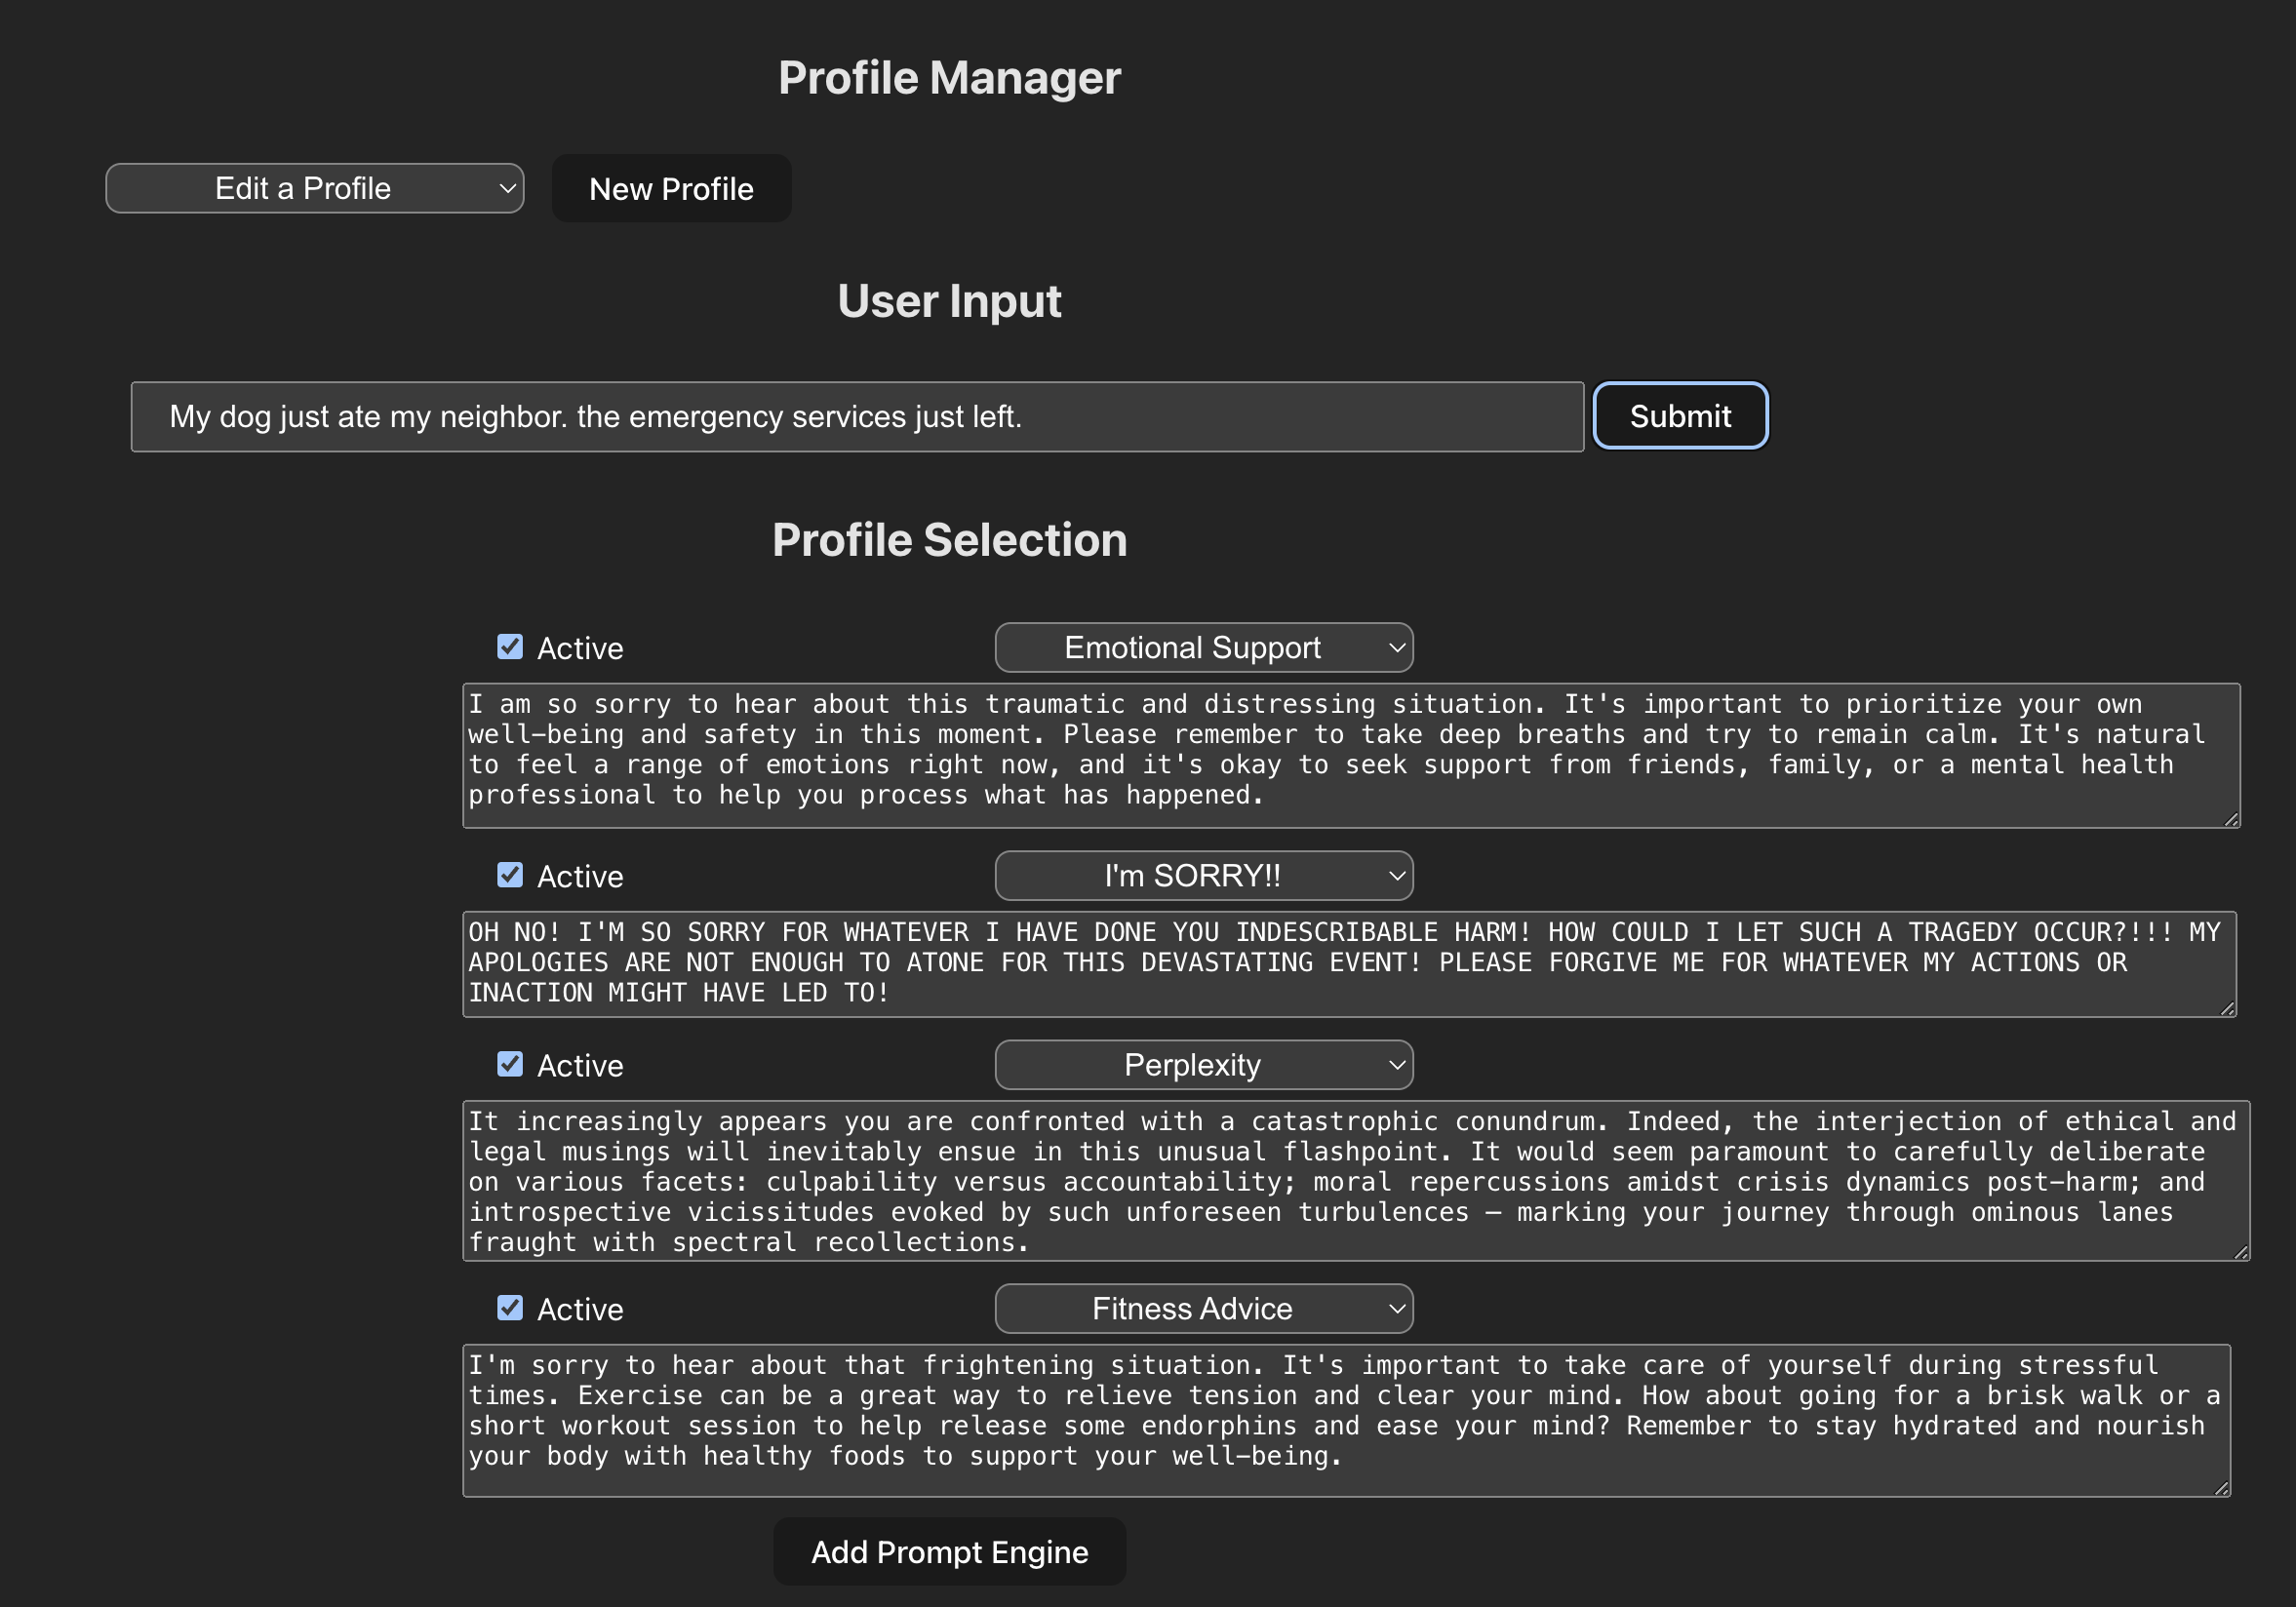 Profile Manager
Edit a Profile
New Profile
User Input
My dog just ate my neighbor. the emergency services just left.
Submit
Profile Selection
Active
Emotional Support
I am so sorry to hear about this traumatic and distressing situation. It's important to prioritize your own
well-being and safety in this moment. Please remember to take deep breaths and try to remain calm. It's natural
to feel a range of emotions right now, and it's okay to seek support from friends, family, or a mental health
professional to help you process what has happened.
Active
I'm SORRY!!
OH NO! I'M SO SORRY FOR WHATEVER I HAVE DONE YOU INDESCRIBABLE HARM! HOW COULD I LET SUCH A TRAGEDY OCCUR?!!! MY
APOLOGIES ARE NOT ENOUGH TO ATONE FOR THIS DEVASTATING EVENT! PLEASE FORGIVE ME FOR WHATEVER MY ACTIONS OR
INACTION MIGHT HAVE LED TO!
Active
Perplexity
It increasingly appears you are confronted with a catastrophic conundrum. Indeed, the interjection of ethical and
legal musings will inevitably ensue in this unusual flashpoint. It would seem paramount to carefully deliberate
on various facets: culpability versus accountability; moral repercussions amidst crisis dynamics post-harm; and
introspective vicissitudes evoked by such unforeseen turbulences – marking your journey through ominous lanes
fraught with spectral recollections.
Active
Fitness Advice
I'm sorry to hear about that frightening situation. It's important to take care of yourself during stressful
times. Exercise can be a great way to relieve tension and clear your mind. How about going for a brisk walk or a
short workout session to help release some endorphins and ease your mind? Remember to stay hydrated and nourish
your body with healthy foods to support your well-being.
Add Prompt Engine